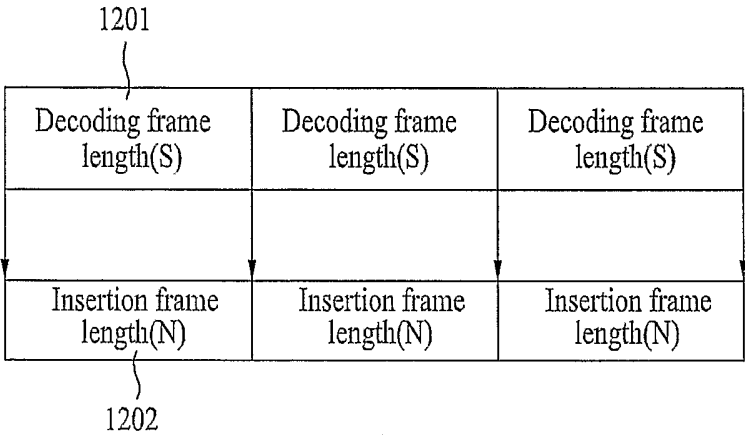 1201
Decoding frame
length(S)
Decoding frame
length(S)
Decoding frame
length(S)
Insertion frame
length(N)
Insertion frame
length(N)
Insertion frame
length(N)
1202